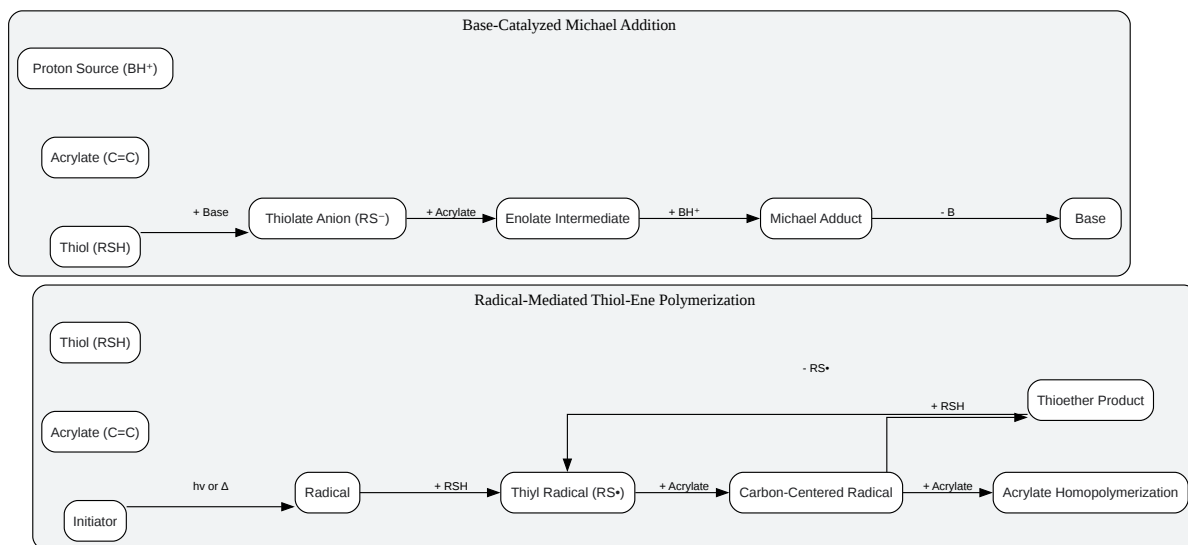 Base-Catalyzed Michael Addition
Proton Source (BH⁺)
Acrylate (C=C)
Thiol (RSH)
+ Base
Thiolate Anion (RS⁻)
+ Acrylate
Enolate Intermediate
+ BH⁺
Michael Adduct
- B
Base
Radical-Mediated Thiol-Ene Polymerization
Thiol (RSH)
Acrylate (C=C)
Initiator
hν or Δ
Radical
+ RSH
Thiyl Radical (RS•)
+ Acrylate
Carbon-Centered Radical
- RS•
+ RSH
Thioether Product
+ Acrylate
Acrylate Homopolymerization